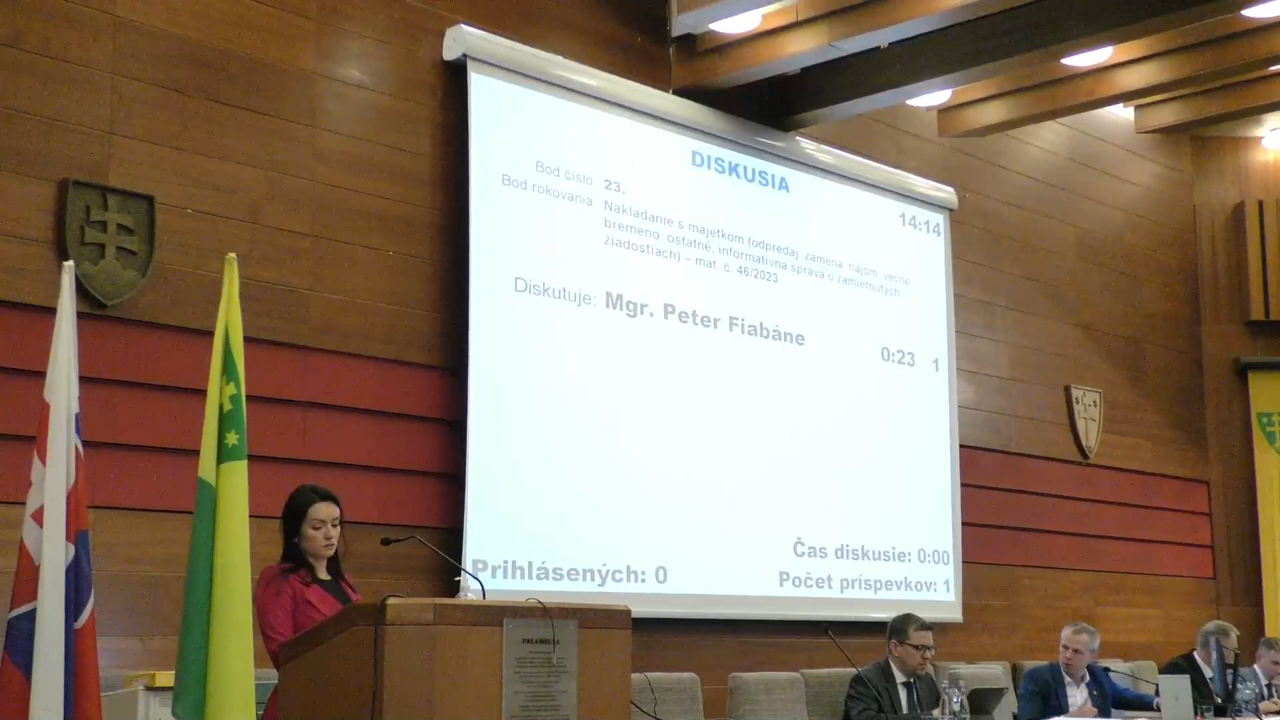 DISKUSIA
14:14
Bod číslo 23.
Bod rokovania Nakladanie s majetkom (odpredaj, zámena, nájom, vecné
bremeno, ostatné, informatívna správa o zamietnutých
žiadostiach) – mat. č. 46/2023
Diskutuje: Mgr. Peter Fiabáne
0:23 1
Čas diskusie: 0:00
Prihlásených: 0
Počet príspevkov: 1
PREAMBULA